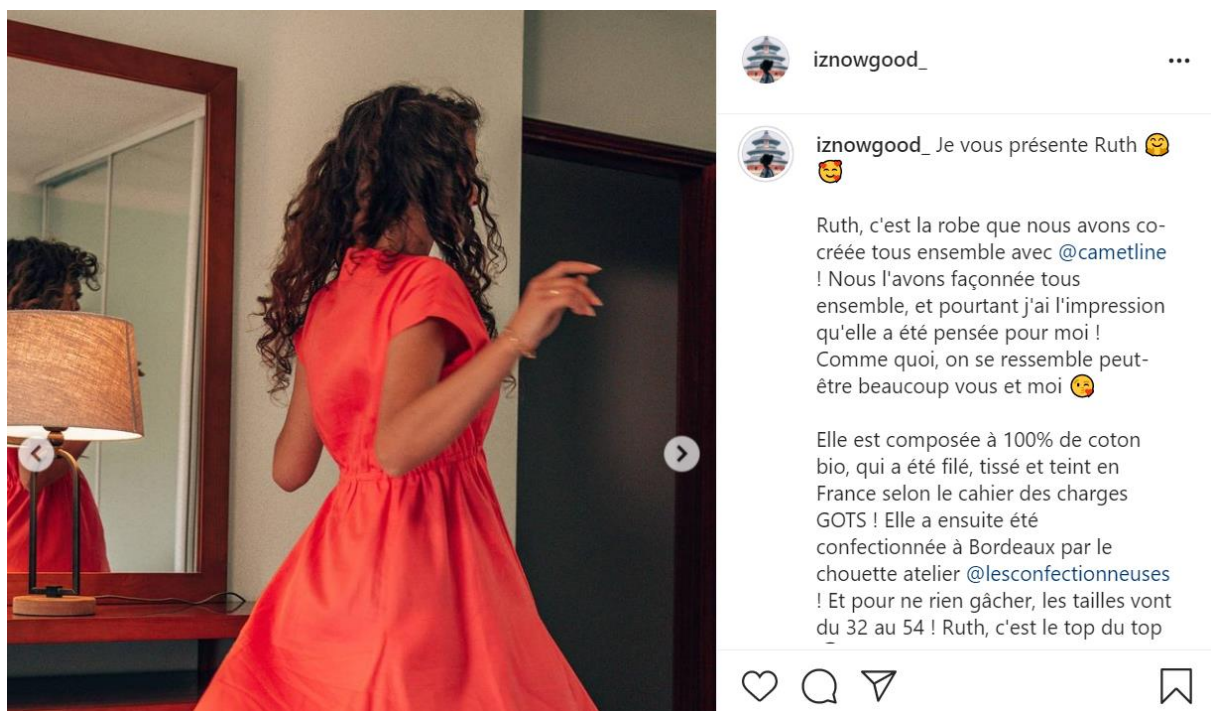 iznowgood_
iznowgood_ Je vous présente Ruth 🤗
🥰
Ruth, c'est la robe que nous avons co-
créée tous ensemble avec @cametline
! Nous l'avons façonnée tous
ensemble, et pourtant j'ai l'impression
qu'elle a été pensée pour moi !
Comme quoi, on se ressemble peut-
être beaucoup vous et moi 😘
Elle est composée à 100% de coton
bio, qui a été filé, tissé et teint en
France selon le cahier des charges
GOTS ! Elle a ensuite été
confectionnée à Bordeaux par le
chouette atelier @lesconfectionneuses
! Et pour ne rien gâcher, les tailles vont
du 32 au 54 ! Ruth, c'est le top du top